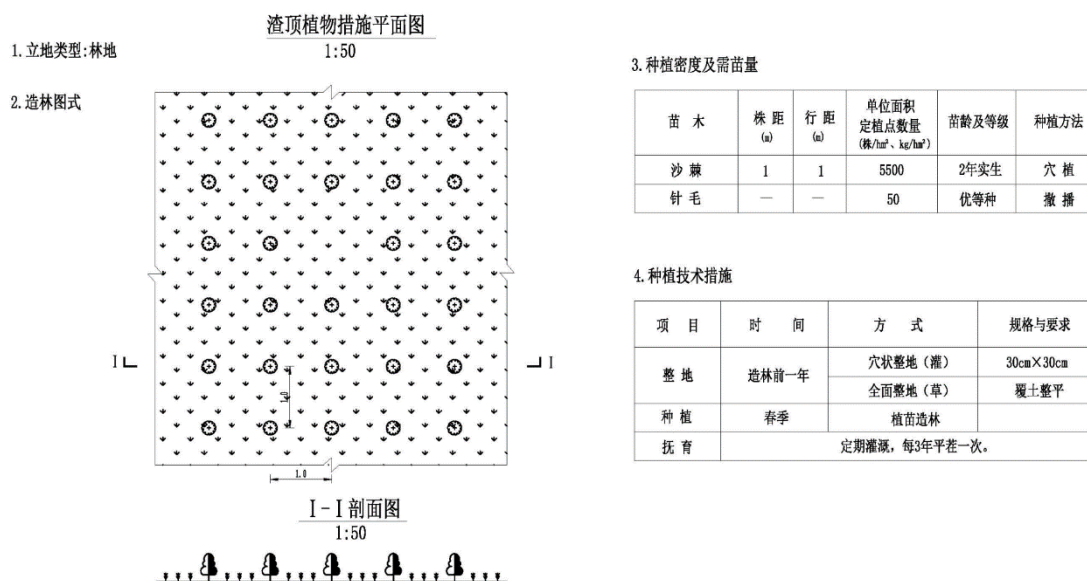 渣顶植物措施平面图
1:50
1.立地类型:林地
2.造林图式
I
I
1.0
1.0
I-I剖面图
1:50
3.种植密度及需苗量
苗 木 株 距 (m) 行 距 (m) 单位面积定植点数量 (株/hm²、kg/hm²) 苗龄及等级 种植方法
沙 棘 1 1 5500 2年实生 穴 植
针 毛 — — 50 优等种 撒 播
4.种植技术措施
项 目 时 间 方 式 规格与要求
整 地 造林前一年 穴状整地（灌） 30cm×30cm
全面整地（草） 覆土整平
种 植 春季 植苗造林
抚 育 定期灌溉，每3年平茬一次。